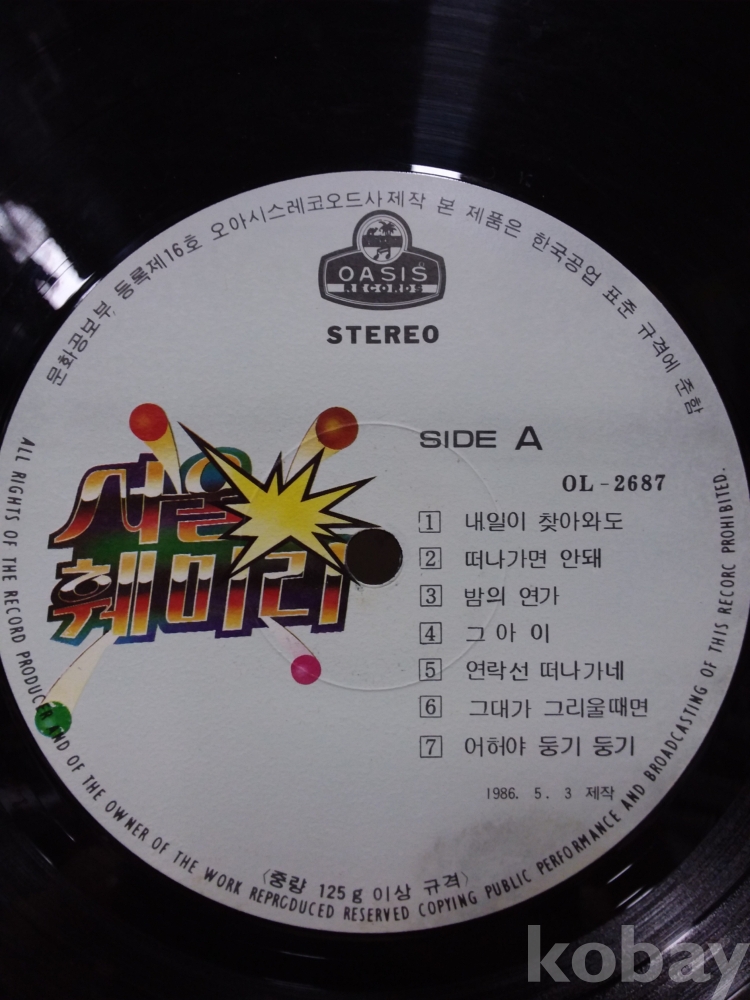 문화공보부 등록제16호 오아시스레코오드사제작 본 제품은 한국공업 표준 규격에 준함
OASIS
RECORDS
STEREO
SIDE A
OL-2687
서울
훼미리
1 내일이 찾아와도
2 떠나가면 안돼
3 밤의 연가
4 그 아 이
5 연락선 떠나가네
6 그대가 그리울때면
7 어허야 둥기 둥기
1986. 5. 3 제작
〈중량 125g 이상 규격〉
ALL RIGHTS OF THE RECORD PRODUCER END OF THE OWNER OF THE WORK REPRODUCED RESERVED COPYING PUBLIC PERFORMANCE AND BROADCASTING OF THIS RECORC PROHIBITED.
kobay